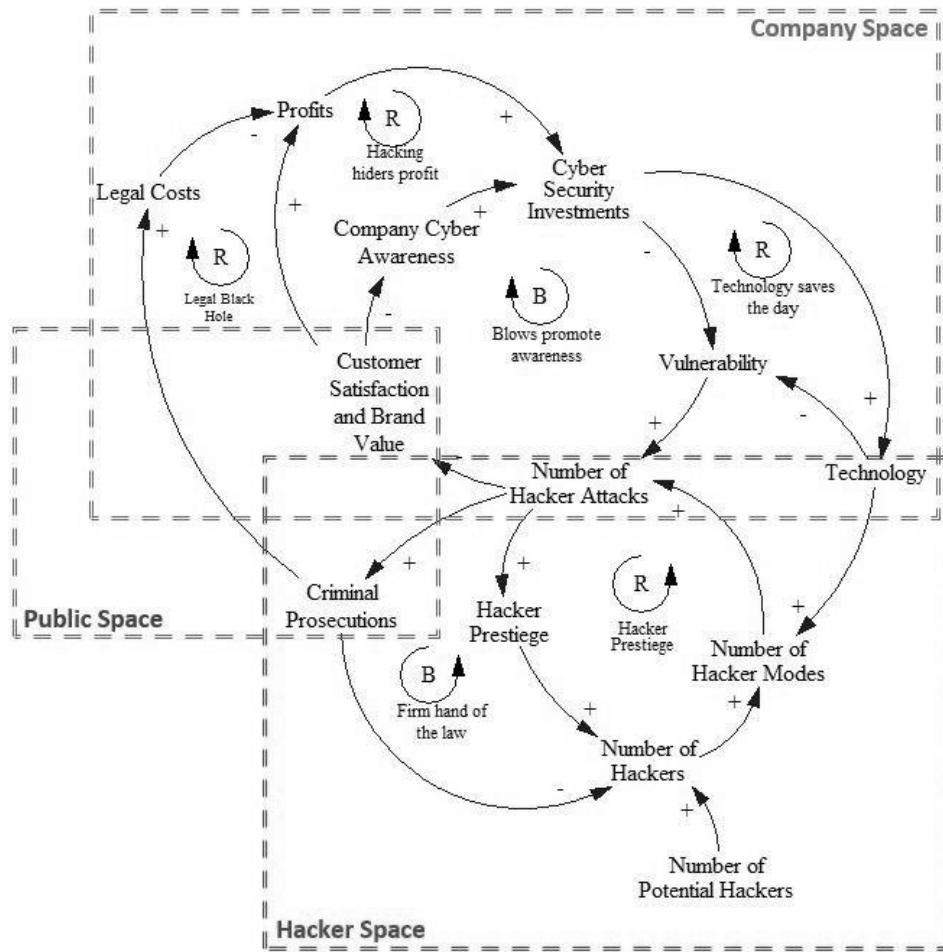 Company Space
Profits
R
Hacking
hiders profit
+
-
Cyber
Security
Investments
Legal Costs
+
+
+
Company Cyber
Awareness
R
Legal Black
Hole
-
R
Technology saves
the day
B
Blows promote
awareness
-
Customer
Satisfaction
and Brand
Value
Vulnerability
+
-
+
Number of
Hacker Attacks
Technology
-
+
+
+
Criminal
Prosecutions
Hacker
Prestiege
R
Hacker
Prestiege
+
Public Space
Number of
Hacker Modes
B
Firm hand of
the law
+
+
Number of
Hackers
-
+
Number of
Potential Hackers
Hacker Space